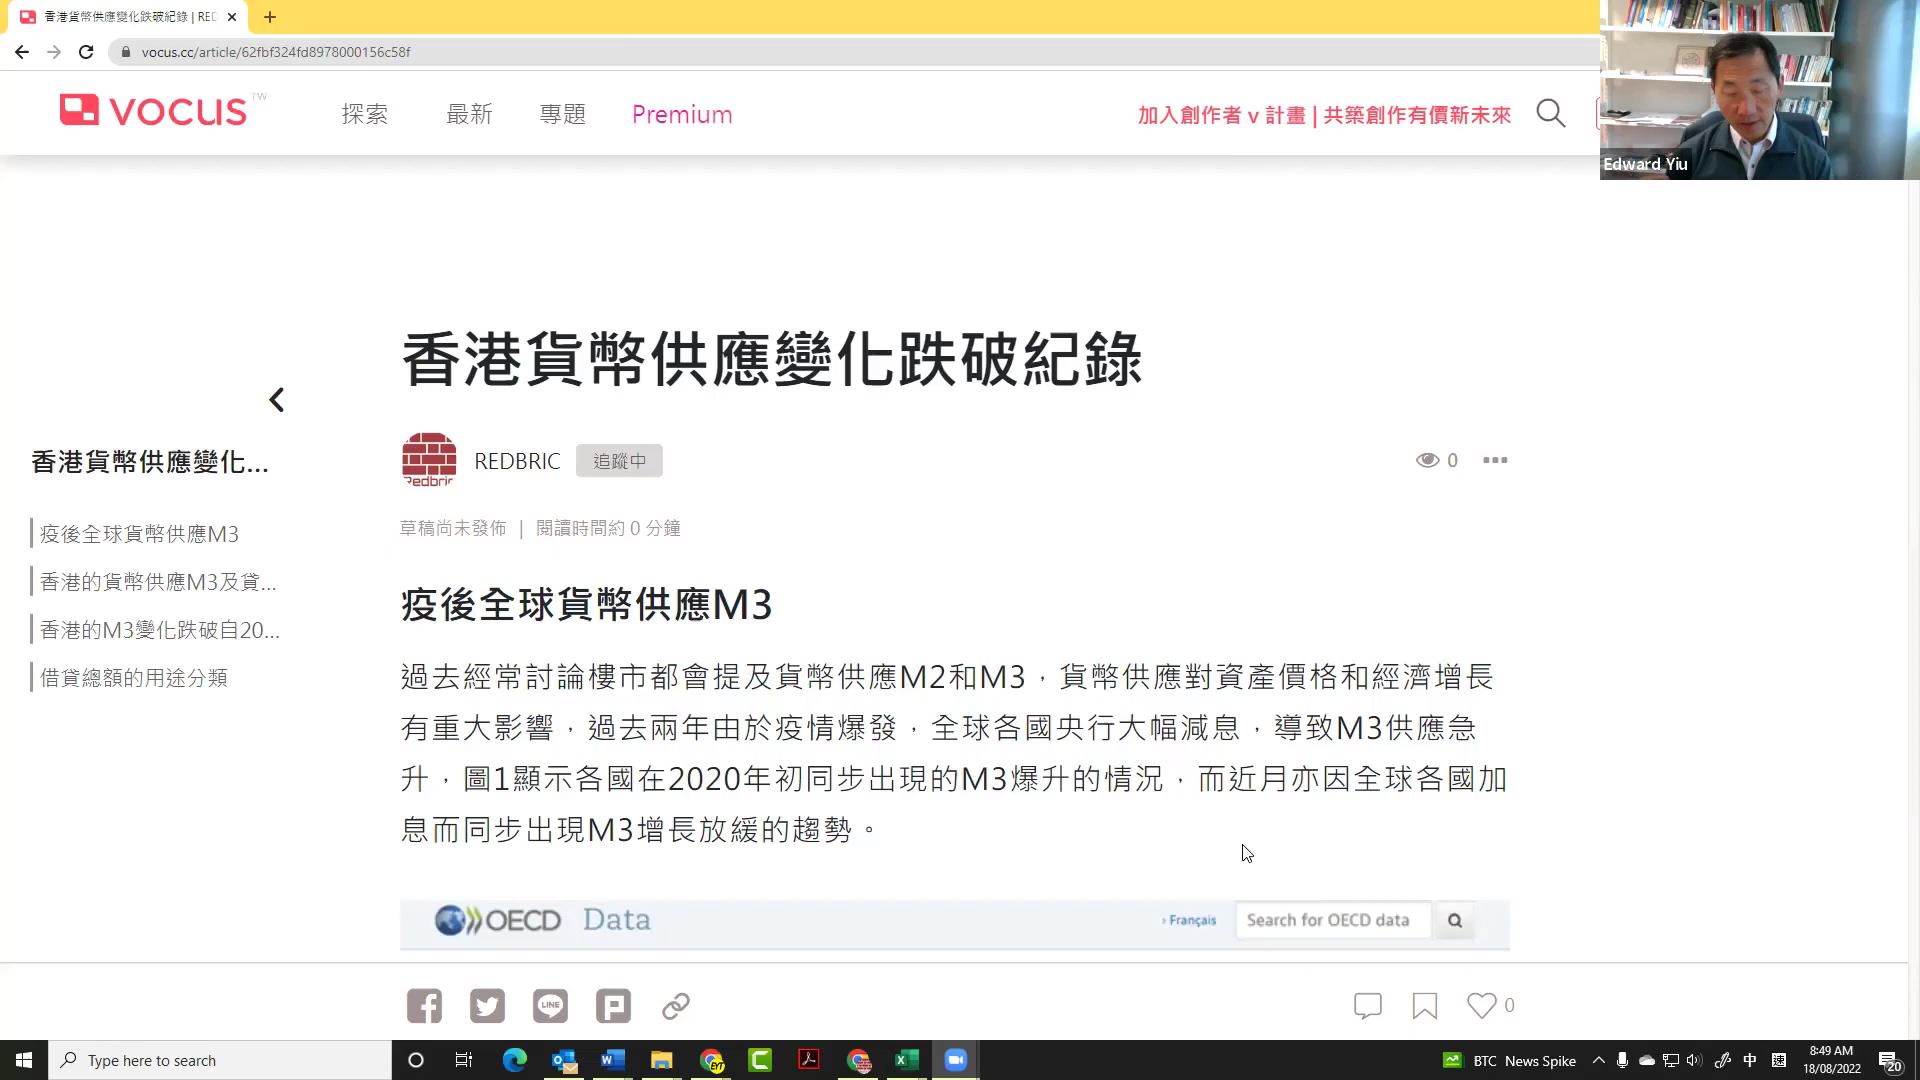 香港貨幣供應變化跌破紀錄 | RED
vocus.cc/article/62fbf324fd8978000156c58f
VOCUS TW
探索
最新
專題
Premium
加入創作者 v 計畫 | 共築創作有價新未來
Edward Yiu
香港貨幣供應變化跌破紀錄
香港貨幣供應變化...
疫後全球貨幣供應M3
香港的貨幣供應M3及貸...
香港的M3變化跌破自20...
借貸總額的用途分類
Redbric
REDBRIC
追蹤中
0
草稿尚未發佈 | 閱讀時間約 0 分鐘
疫後全球貨幣供應M3
過去經常討論樓市都會提及貨幣供應M2和M3，貨幣供應對資產價格和經濟增長
有重大影響，過去兩年由於疫情爆發，全球各國央行大幅減息，導致M3供應急
升，圖1顯示各國在2020年初同步出現的M3爆升的情況，而近月亦因全球各國加
息而同步出現M3增長放緩的趨勢。
OECD Data
› Français
Search for OECD data
LINE
0
Type here to search
BTC News Spike
中
8:49 AM
18/08/2022
20